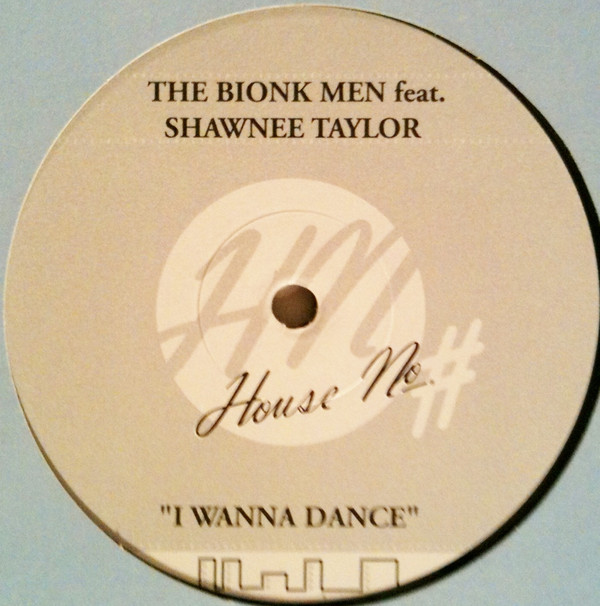 THE BIONK MEN feat.
SHAWNEE TAYLOR
HN
House No.
#
"I WANNA DANCE"